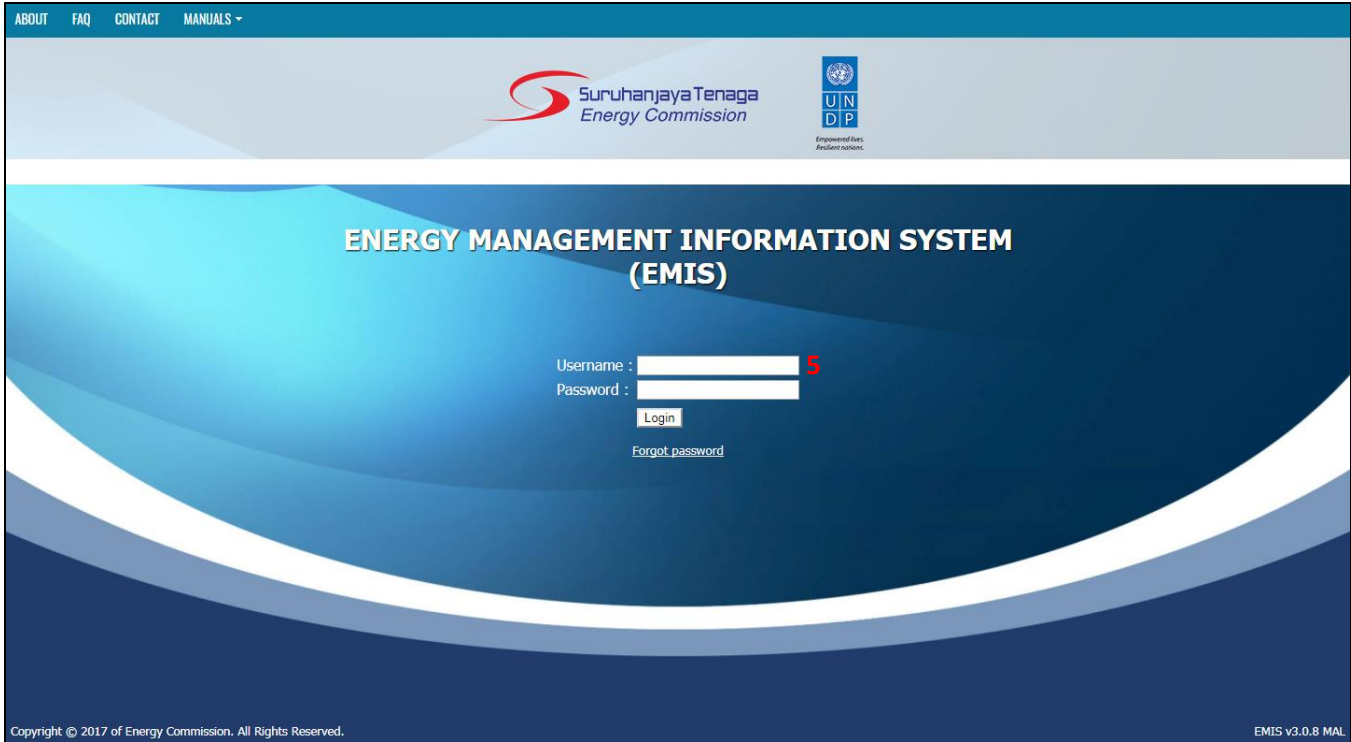 ABOUT FAQ CONTACT MANUALS
Suruhanjaya Tenaga
Energy Commission
U N
D P
Empowered lives.
Resilient nations.
ENERGY MANAGEMENT INFORMATION SYSTEM
(EMIS)
Username : 5
Password :
Login
Forgot password
Copyright © 2017 of Energy Commission. All Rights Reserved. EMIS v3.0.8 MAL